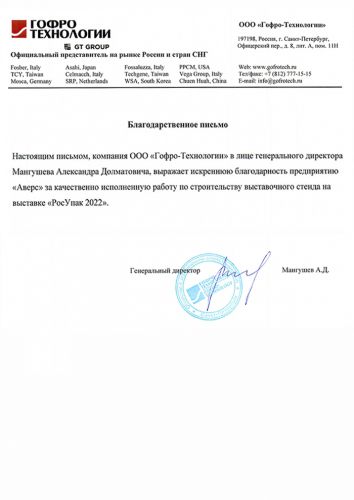 ГОФРО
ТЕХНОЛОГИИ
GT GROUP
Официальный представитель на рынке России и стран СНГ
ООО «Гофро-Технологии»
197198, Россия, г. Санкт-Петербург,
Офицерский пер., д. 8, лит. А, пом. 11Н
Fosber, Italy Asahi, Japan Fossaluzza, Italy PPCM, USA Web: www.gofrotech.ru
TCY, Taiwan Celmacch, Italy Techgene, Taiwan Vega Group, Italy Тел/факс: +7 (812) 777-15-15
Mosca, Germany SRP, Netherlands WSA, South Korea Chuen Huah, China E-mail: info@gofrotech.ru
Благодарственное письмо
Настоящим письмом, компания ООО «Гофро-Технологии» в лице генерального директора
Мангушева Александра Долматовича, выражает искреннюю благодарность предприятию
«Аверс» за качественно исполненную работу по строительству выставочного стенда на
выставке «РосУпак 2022».
Генеральный директор Мангушев А.Д.